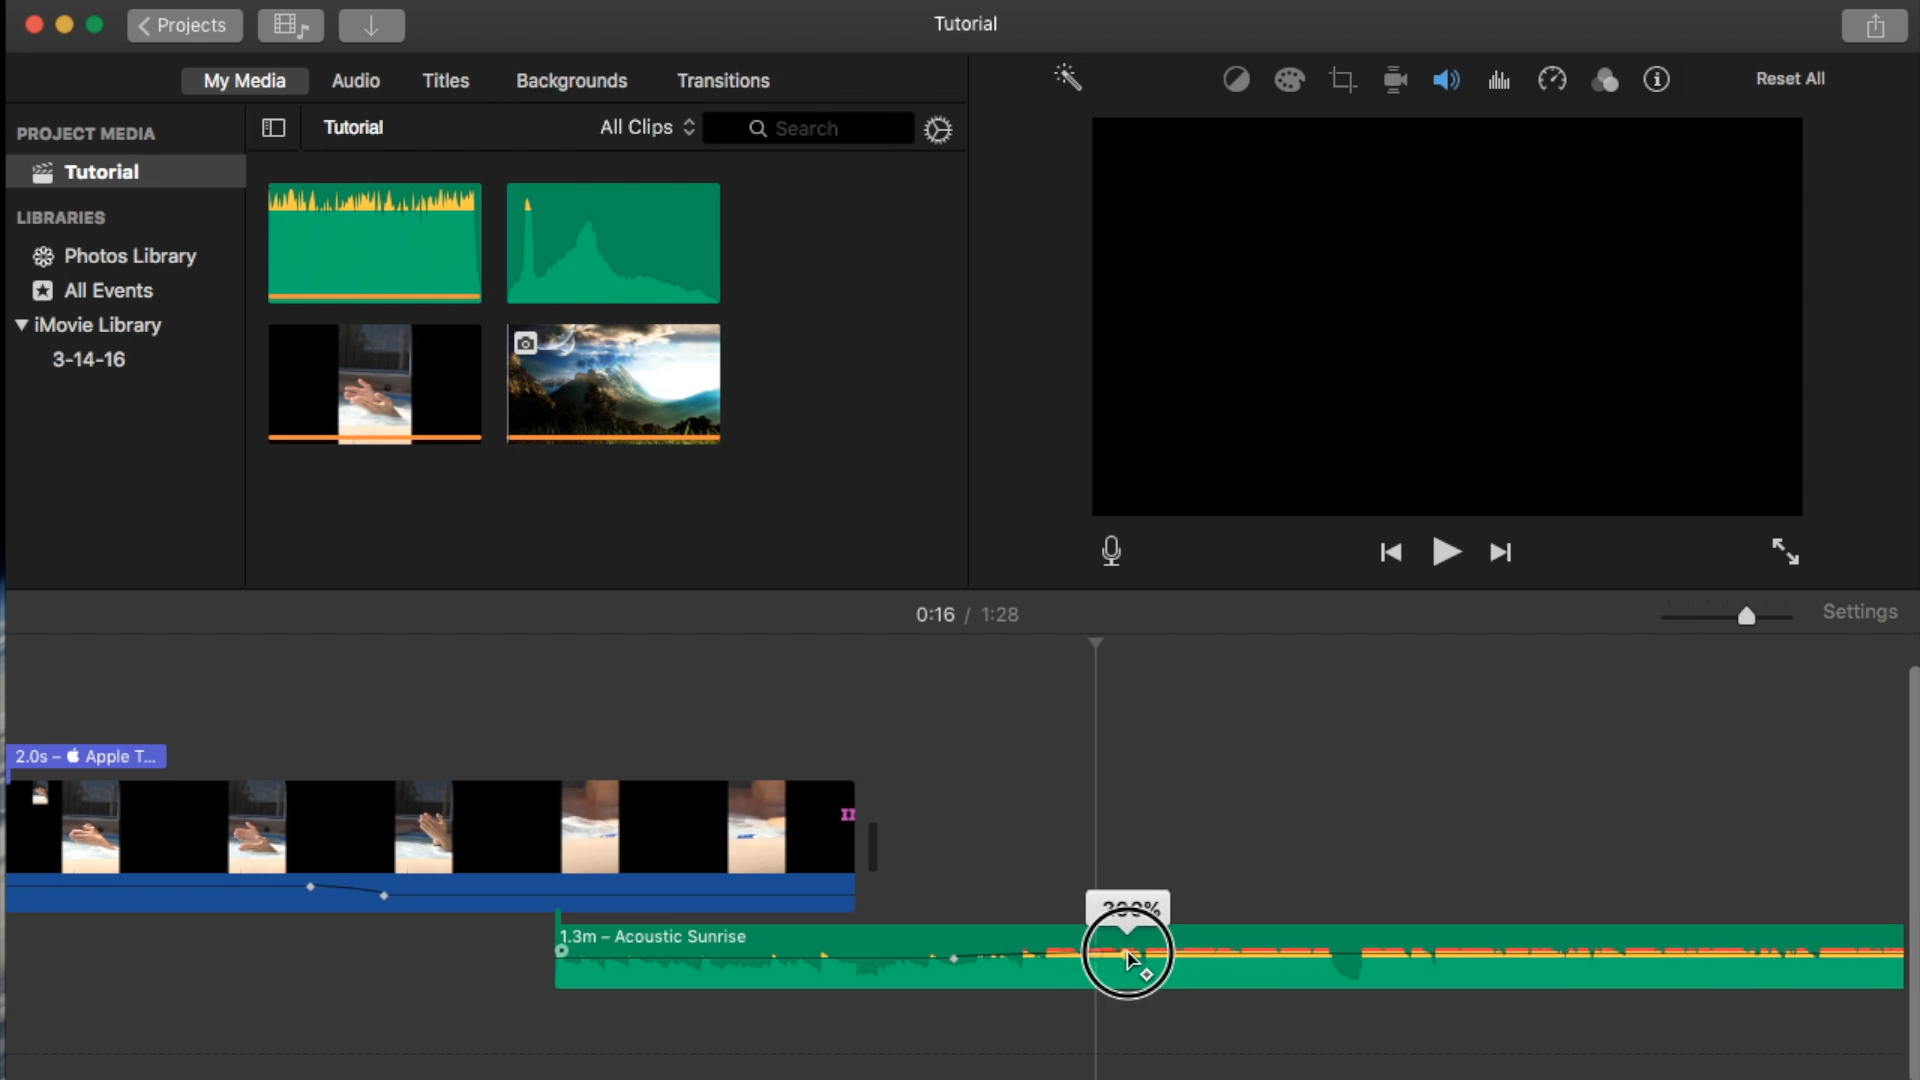 Projects
Tutorial
My Media
Audio
Titles
Backgrounds
Transitions
Reset All
PROJECT MEDIA
Tutorial
LIBRARIES
Photos Library
All Events
iMovie Library
3-14-16
Tutorial
All Clips
Search
0:16 / 1:28
Settings
2.0s – Apple T...
1.3m – Acoustic Sunrise